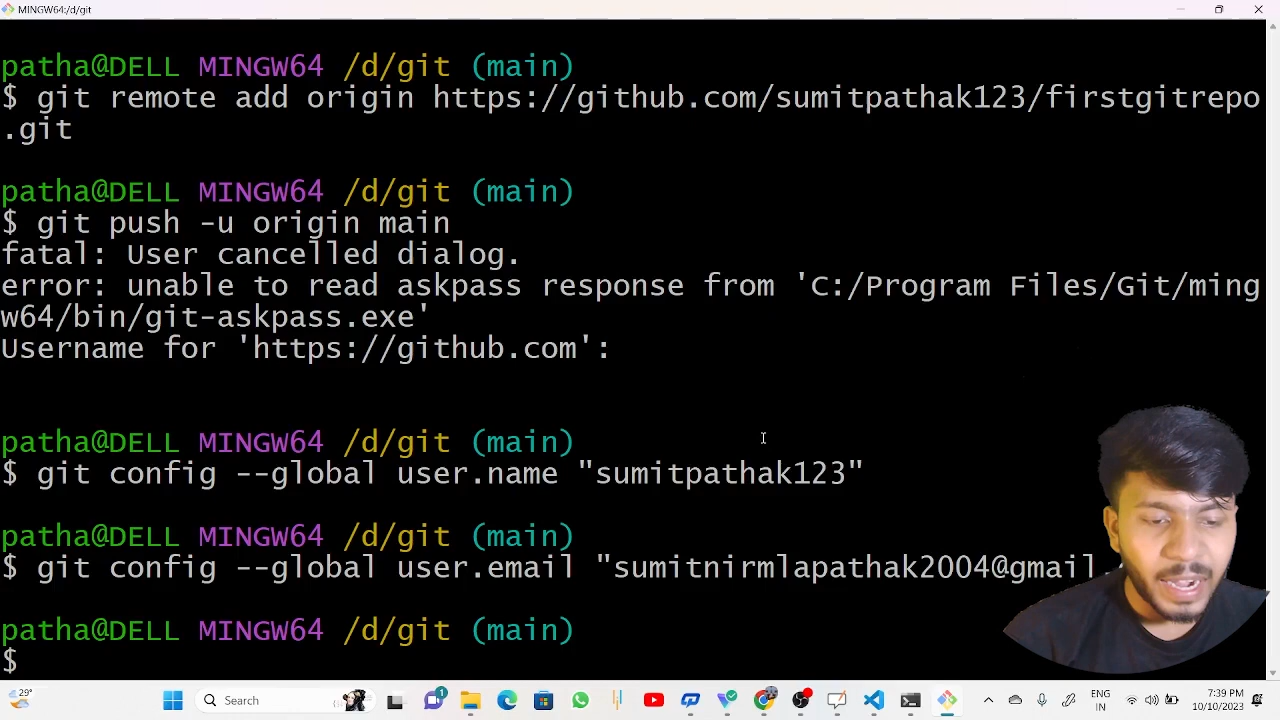 MINGW64:/d/git
patha@DELL MINGW64 /d/git (main)
$ git remote add origin https://github.com/sumitpathak123/firstgitrepo
.git
patha@DELL MINGW64 /d/git (main)
$ git push -u origin main
fatal: User cancelled dialog.
error: unable to read askpass response from 'C:/Program Files/Git/ming
w64/bin/git-askpass.exe'
Username for 'https://github.com':
patha@DELL MINGW64 /d/git (main)
$ git config --global user.name "sumitpathak123"
patha@DELL MINGW64 /d/git (main)
$ git config --global user.email "sumitnirmlapathak2004@gmail
patha@DELL MINGW64 /d/git (main)
$
29°
Search
1
ENG
IN
7:39 PM
10/10/2023